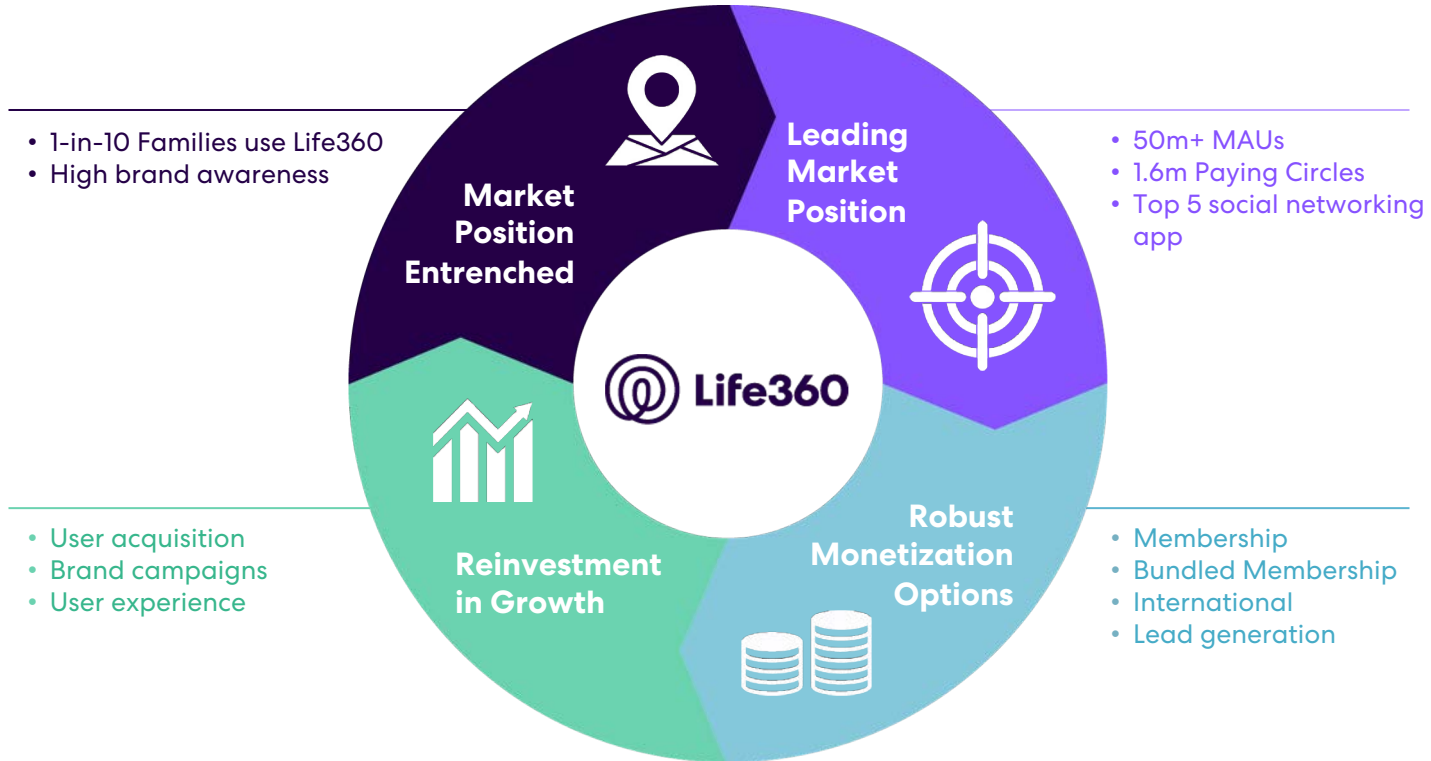 • 1-in-10 Families use Life360
• High brand awareness
Market
Position
Entrenched
Leading
Market
Position
• 50m+ MAUs
• 1.6m Paying Circles
• Top 5 social networking
app
Life360
• User acquisition
• Brand campaigns
• User experience
Reinvestment
in Growth
Robust
Monetization
Options
• Membership
• Bundled Membership
• International
• Lead generation